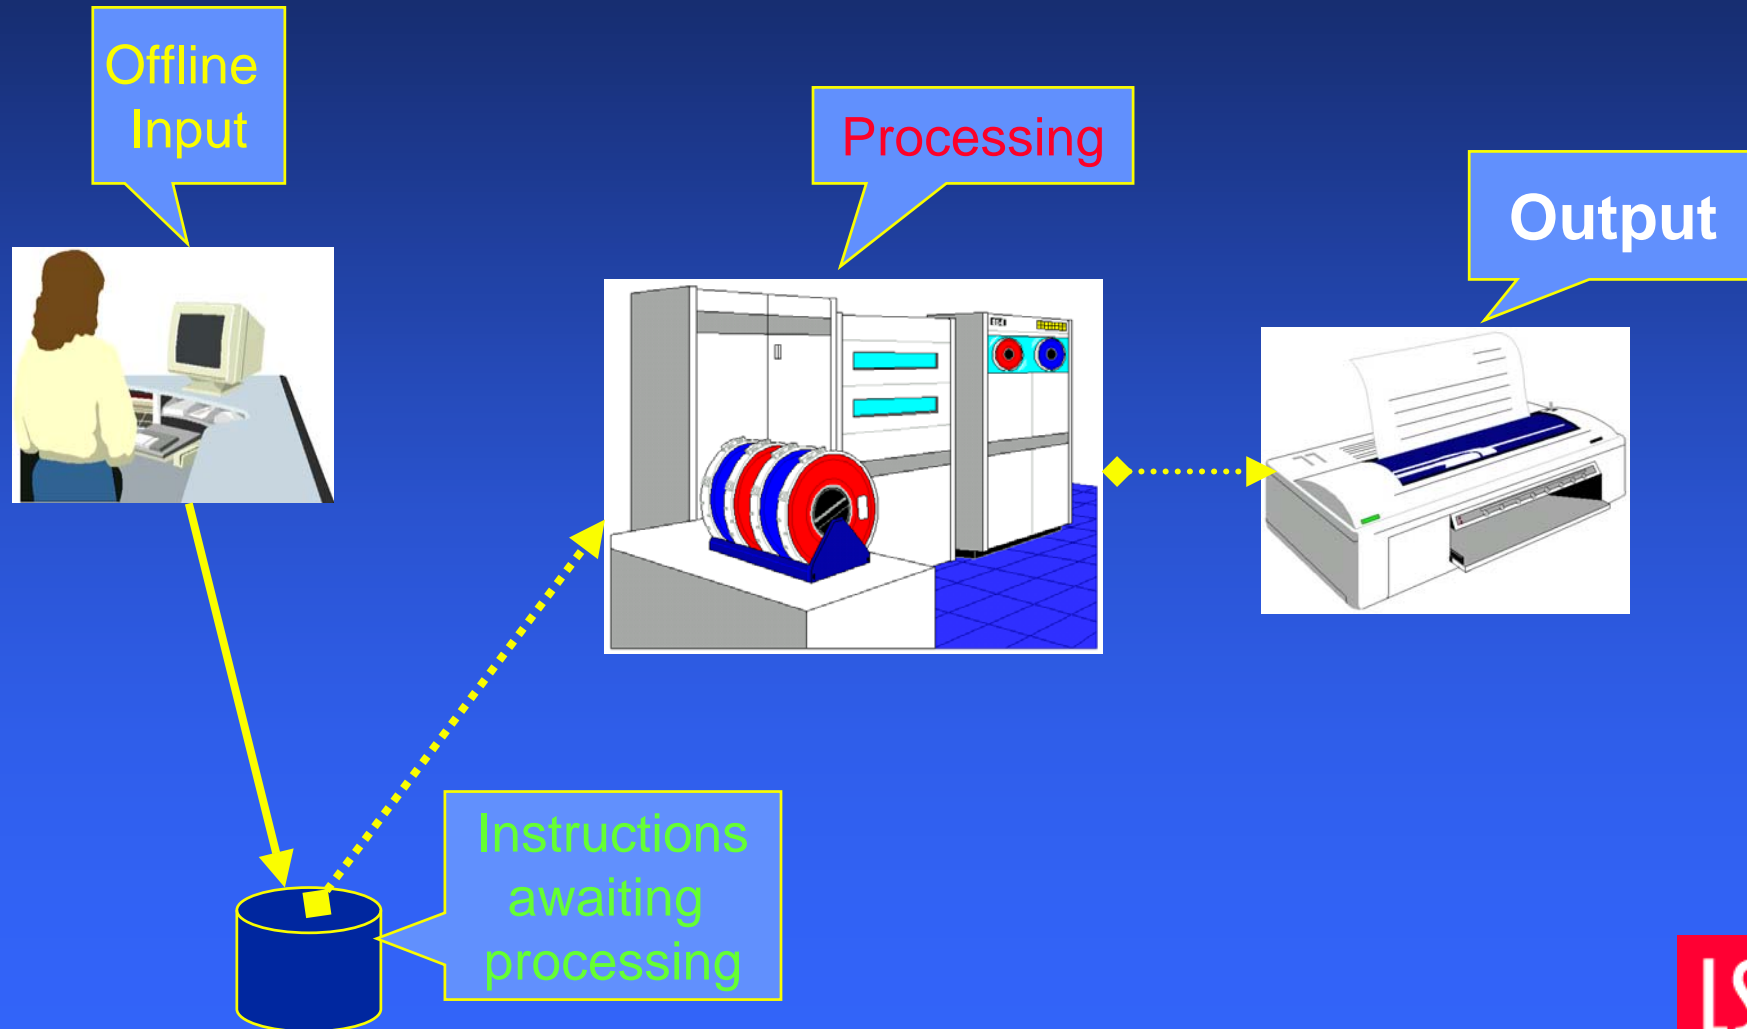 Offline
Input
Processing
Output
Instructions
awaiting
processing